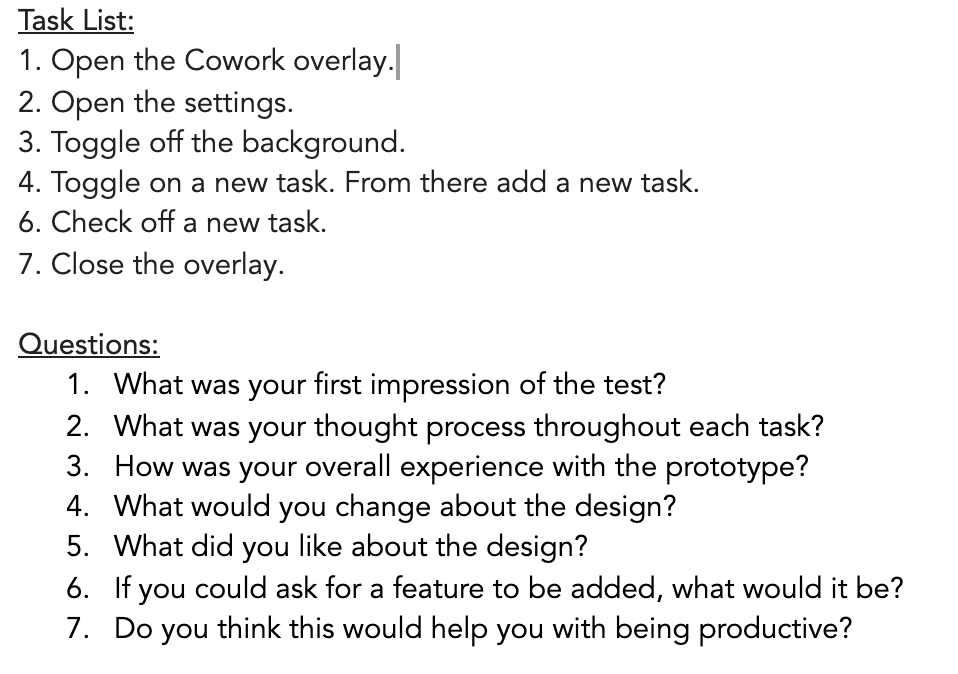 Task List:
1. Open the Cowork overlay.
2. Open the settings.
3. Toggle off the background.
4. Toggle on a new task. From there add a new task.
6. Check off a new task.
7. Close the overlay.
Questions:
1. What was your first impression of the test?
2. What was your thought process throughout each task?
3. How was your overall experience with the prototype?
4. What would you change about the design?
5. What did you like about the design?
6. If you could ask for a feature to be added, what would it be?
7. Do you think this would help you with being productive?